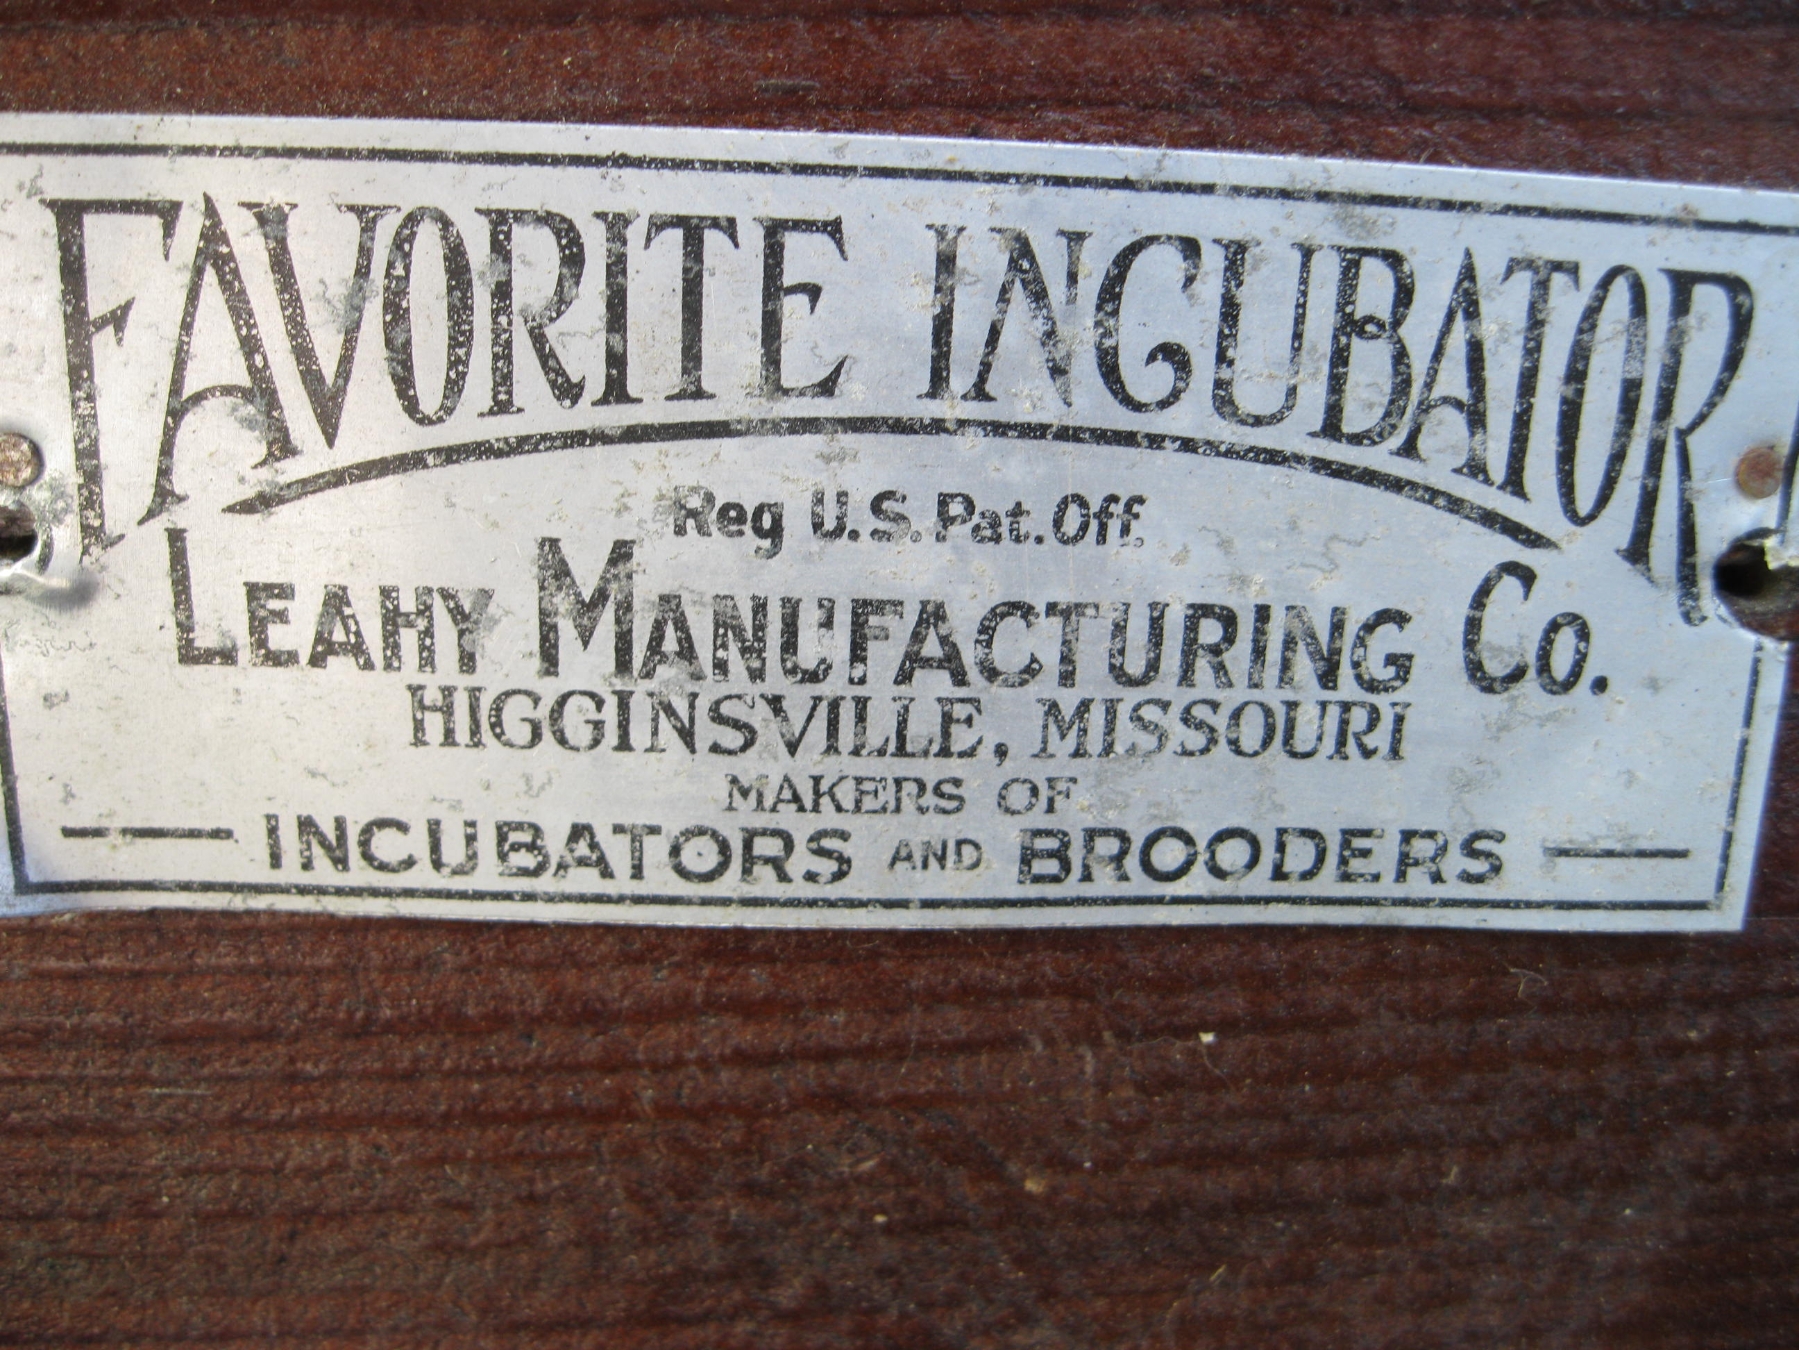 FAVORITE INCUBATOR
Reg U.S. Pat. Off.
LEAHY MANUFACTURING CO.
HIGGINSVILLE, MISSOURI
MAKERS OF
INCUBATORS AND BROODERS